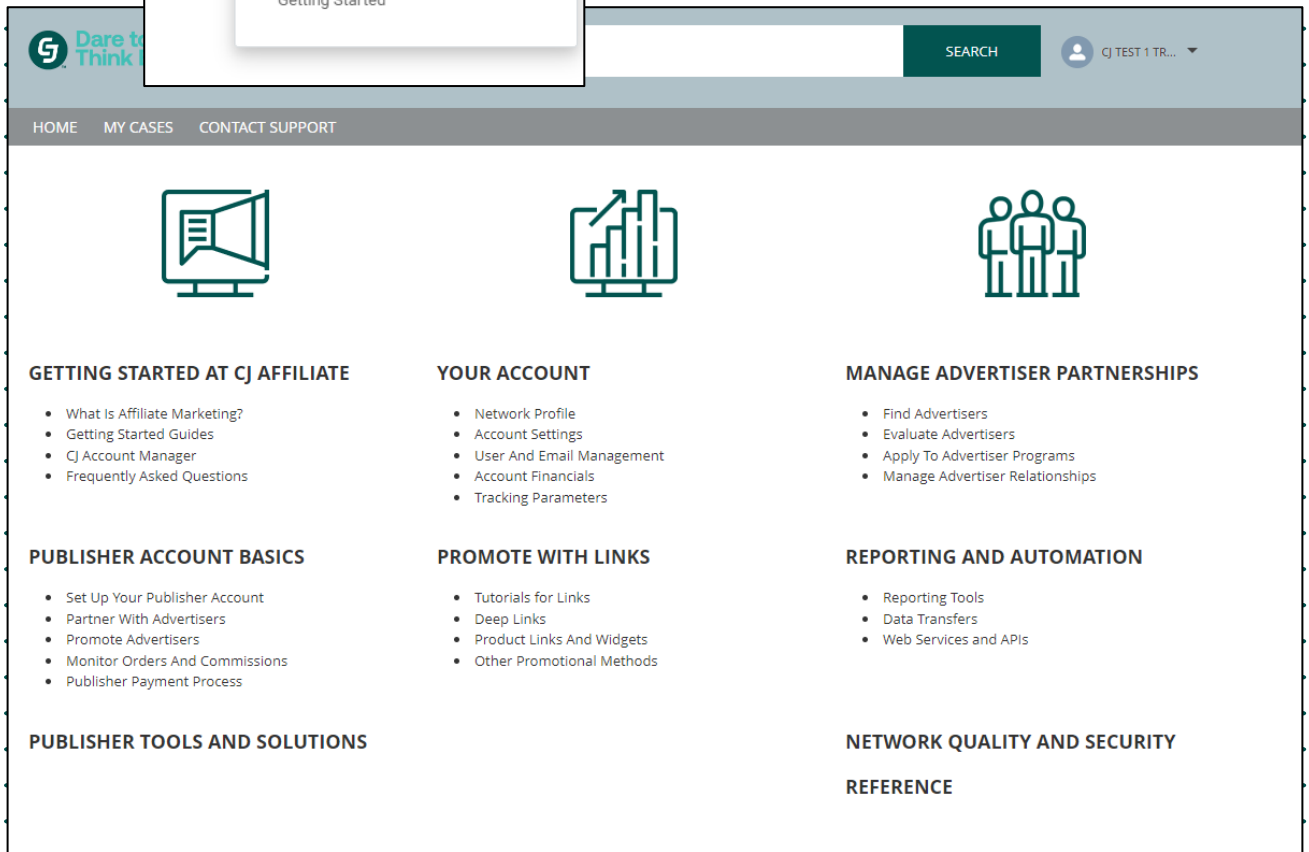 Getting Started
Dare to
Think
SEARCH
CJ TEST 1 TR...
HOME MY CASES CONTACT SUPPORT
GETTING STARTED AT CJ AFFILIATE
• What Is Affiliate Marketing?
• Getting Started Guides
• CJ Account Manager
• Frequently Asked Questions
YOUR ACCOUNT
• Network Profile
• Account Settings
• User And Email Management
• Account Financials
• Tracking Parameters
MANAGE ADVERTISER PARTNERSHIPS
• Find Advertisers
• Evaluate Advertisers
• Apply To Advertiser Programs
• Manage Advertiser Relationships
PUBLISHER ACCOUNT BASICS
• Set Up Your Publisher Account
• Partner With Advertisers
• Promote Advertisers
• Monitor Orders And Commissions
• Publisher Payment Process
PROMOTE WITH LINKS
• Tutorials for Links
• Deep Links
• Product Links And Widgets
• Other Promotional Methods
REPORTING AND AUTOMATION
• Reporting Tools
• Data Transfers
• Web Services and APIs
PUBLISHER TOOLS AND SOLUTIONS
NETWORK QUALITY AND SECURITY
REFERENCE